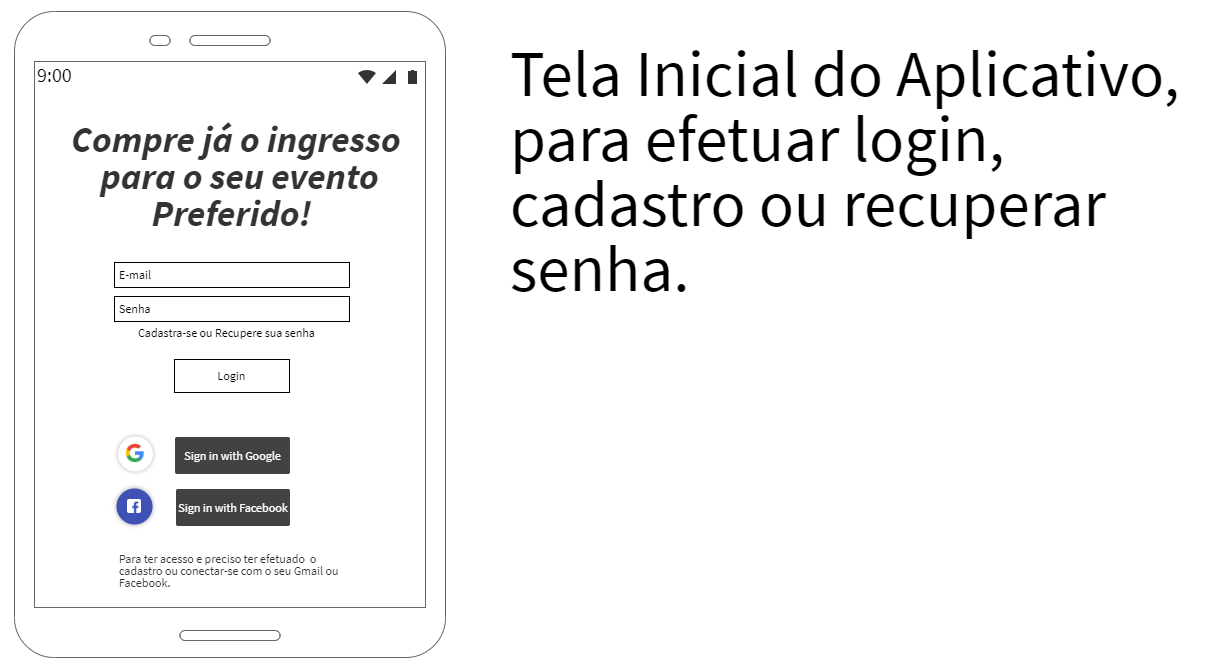 9:00
Compre já o ingresso
para o seu evento
Preferido!
E-mail
Senha
Cadastra-se ou Recupere sua senha
Login
Sign in with Google
Sign in with Facebook
Para ter acesso e preciso ter efetuado  o
cadastro ou conectar-se com o seu Gmail ou
Facebook.
Tela Inicial do Aplicativo,
para efetuar login,
cadastro ou recuperar
senha.